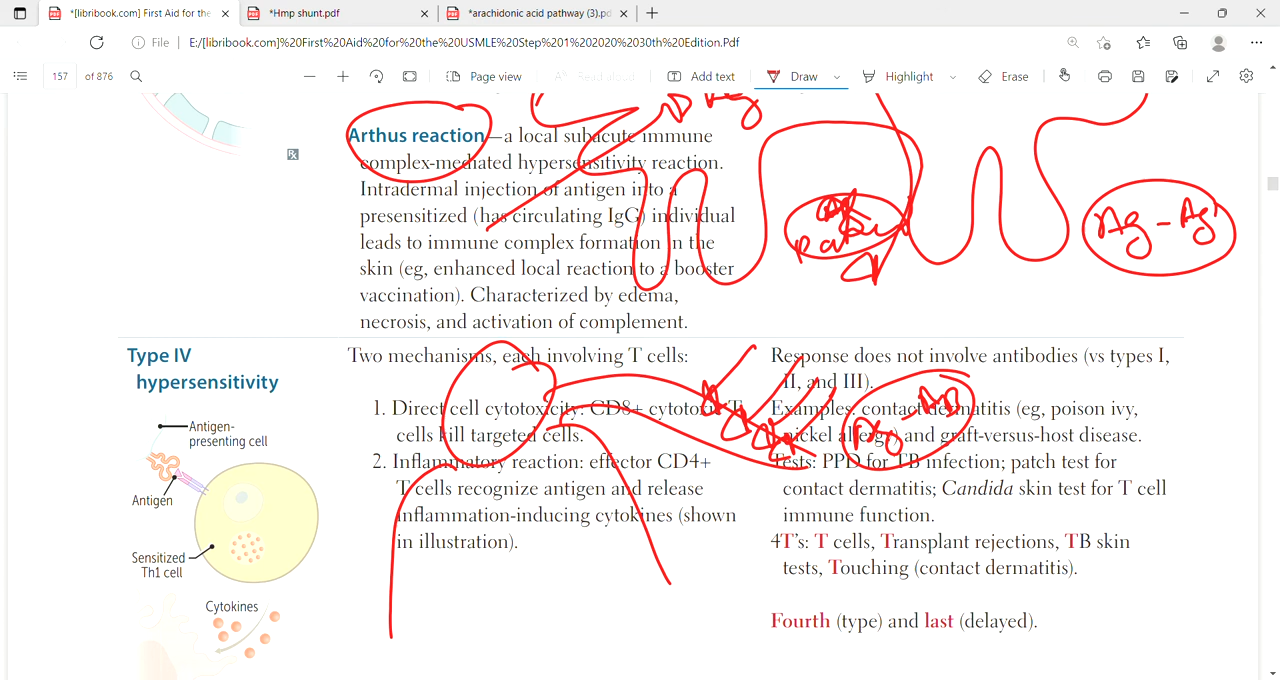 *[libribook.com] First Aid for the
*Hmp shunt.pdf
*arachidonic acid pathway (3).pd
File
E:/[libribook.com]%20First%20Aid%20for%20the%20USMLE%20Step%201%202020%2030th%20Edition.Pdf
157 of 876
Page view
Read aloud
Add text
Draw
Highlight
Erase
Arthus reaction—a local subacute immune
complex-mediated hypersensitivity reaction.
Intradermal injection of antigen into a
presensitized (has circulating IgG) individual
leads to immune complex formation in the
skin (eg, enhanced local reaction to a booster
vaccination). Characterized by edema,
necrosis, and activation of complement.
Rx
Ag
Ag - Ag
Type IV
hypersensitivity
Antigen-
presenting cell
Antigen
Sensitized
Th1 cell
Cytokines
Two mechanisms, each involving T cells:
1. Direct cell cytotoxicity: CD8+ cytotoxic T
cells kill targeted cells.
2. Inflammatory reaction: effector CD4+
T cells recognize antigen and release
inflammation-inducing cytokines (shown
in illustration).
Response does not involve antibodies (vs types I,
II, and III).
Examples: contact dermatitis (eg, poison ivy,
nickel allergy) and graft-versus-host disease.
Tests: PPD for TB infection; patch test for
contact dermatitis; Candida skin test for T cell
immune function.
4T's: T cells, Transplant rejections, TB skin
tests, Touching (contact dermatitis).
Fourth (type) and last (delayed).